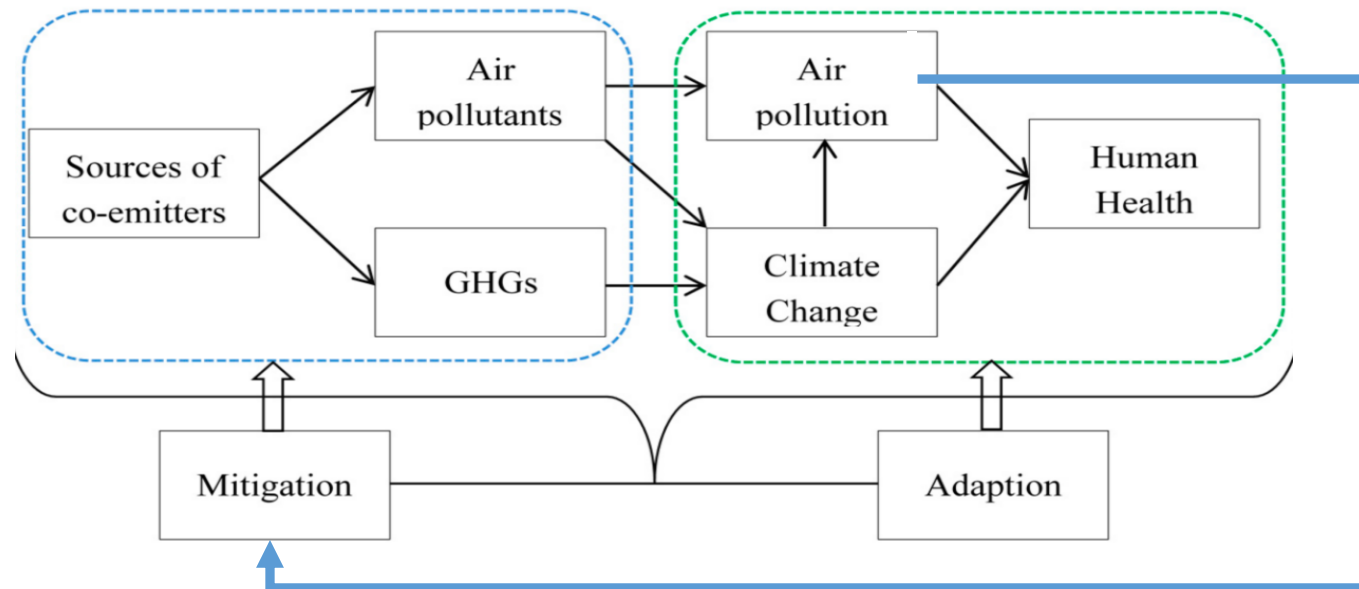 Air
pollutants
Air
pollution
Sources of
co-emitters
Human
Health
GHGs
Climate
Change
Mitigation
Adaption